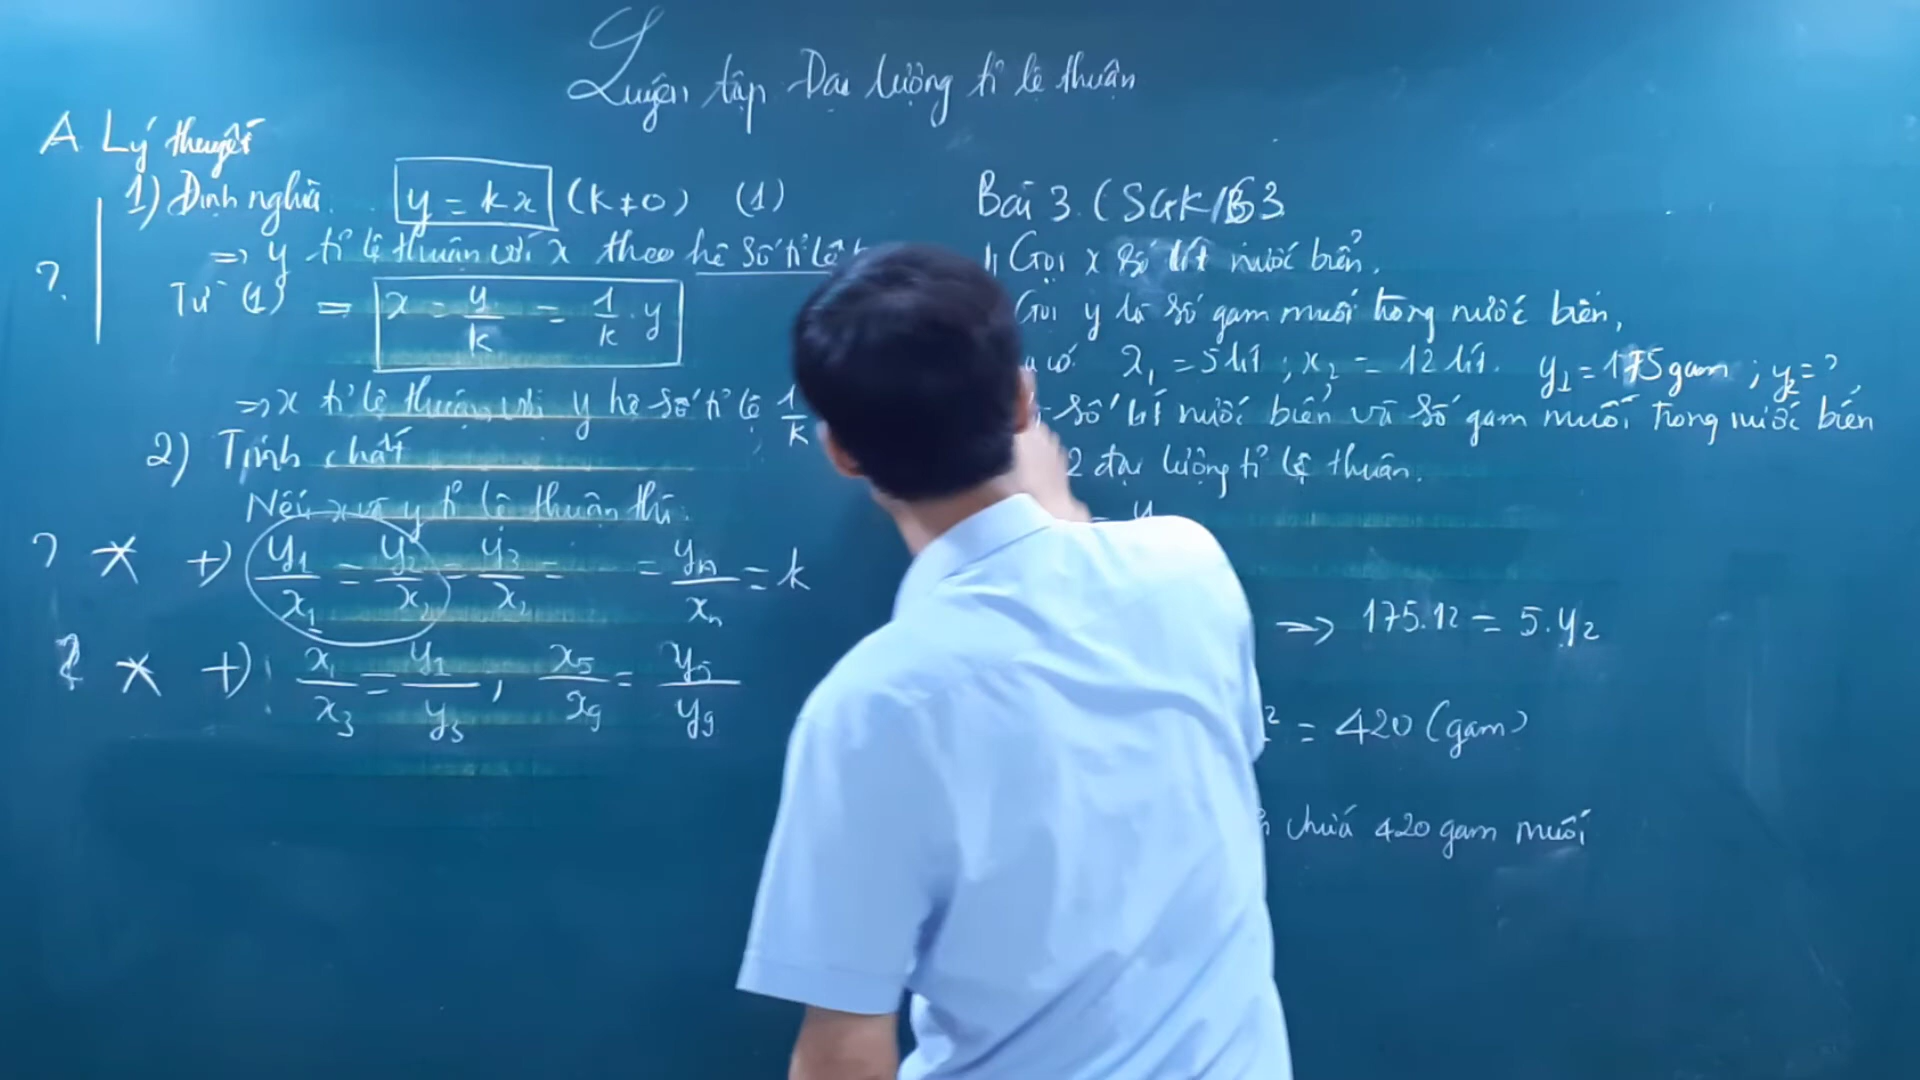 Luyện tập Đại lượng tỉ lệ thuận
A Lý thuyết
1) Định nghĩa. y = kx (k≠0) (1)
=> y tỉ lệ thuận với x theo hệ số tỉ lệ
?
Từ (1) = x = y/k = 1/k . y
=> x tỉ lệ thuận với y hệ số tỉ lệ 1/k
2) Tính chất
Nếu x và y tỉ lệ thuận thì.
? * +) y1/x1 = y2/x2 = y3/x3 = = yn/xn = k
? * +) x1/x3 = y1/y3 , x5/x9 = y5/y9
Bài 3. (SGK/ 63
Gọi x số lít nước biển.
Gọi y là số gam muối trong nước biển,
có x1 = 5 lít ; x2 = 12 lít. y1 = 175 gam ; y2 = ?
số lít nước biển và số gam muối trong nước biển
2 đại lượng tỉ lệ thuận.
= y
=> 175.12 = 5.y2
2 = 420 (gam)
chứa 420 gam muối